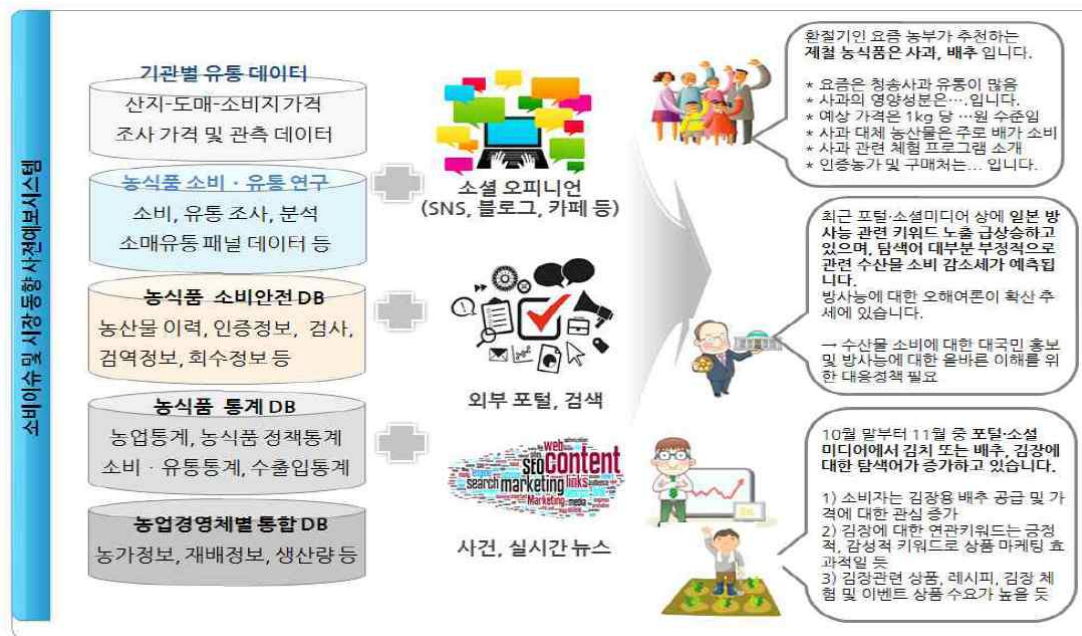 소비이슈 및 시장 동향 사전예보시스템
기관별 유통 데이터
산지-도매-소비지가격
조사 가격 및 관측 데이터
농식품 소비·유통 연구
소비, 유통 조사, 분석
소매유통 패널 데이터 등
농식품 소비안전 DB
농산물 이력, 인증정보, 검사,
검역정보, 회수정보 등
농식품 통계 DB
농업통계, 농식품 정책통계
소비·유통통계, 수출입통계
농업경영체별 통합 DB
농가정보, 재배정보, 생산량 등
소셜 오피니언
(SNS, 블로그, 카페 등)
외부 포털, 검색
web
sto content
search marketing links
Marketing media
사건, 실시간 뉴스
환절기인 요즘 농부가 추천하는
제철 농식품은 사과, 배추 입니다.
* 요즘은 청송사과 유통이 많음
* 사과의 영양성분은….입니다.
* 예상 가격은 1kg 당 …원 수준임
* 사과 대체 농산물은 주로 배가 소비
* 사과 관련 체험 프로그램 소개
* 인증농가 및 구매처는… 입니다.
최근 포털·소셜미디어 상에 일본 방
사능 관련 키워드 노출 급상승하고
있으며, 탐색어 대부분 부정적으로
관련 수산물 소비 감소세가 예측됩
니다.
방사능에 대한 오해여론이 확산 추
세에 있습니다.
→ 수산물 소비에 대한 대국민 홍보
및 방사능에 대한 올바른 이해를 위
한 대응정책 필요
10월 말부터 11월 중 포털·소셜
미디어에서 김치 또는 배추, 김장에
대한 탐색어가 증가하고 있습니다.
1) 소비자는 김장용 배추 공급 및 가
격에 대한 관심 증가
2) 김장에 대한 연관키워드는 긍정
적, 감성적 키워드로 상품 마케팅 효
과적일 듯
3) 김장관련 상품, 레시피, 김장 체
험 및 이벤트 상품 수요가 높을 듯